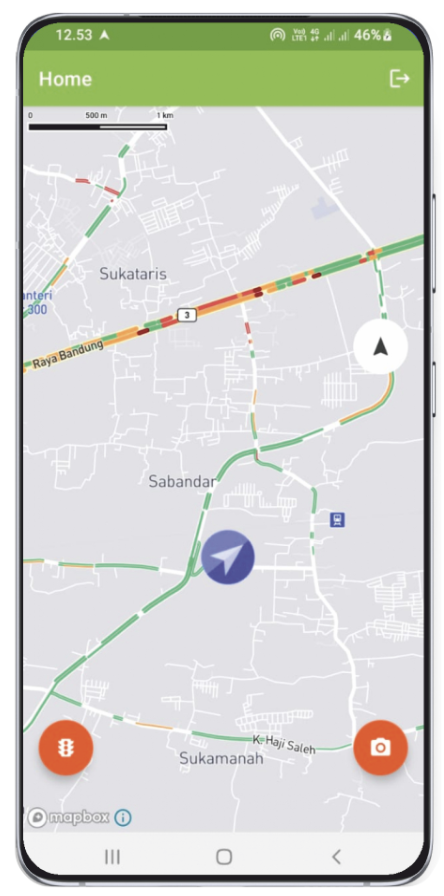 12.53
Vo)) 4G
LTE1
46%
Home
0 500 m 1 km
Sukataris
anteri
300
3
Raya Bandung
Sabandar
K. Haji Saleh
Sukamanah
mapbox